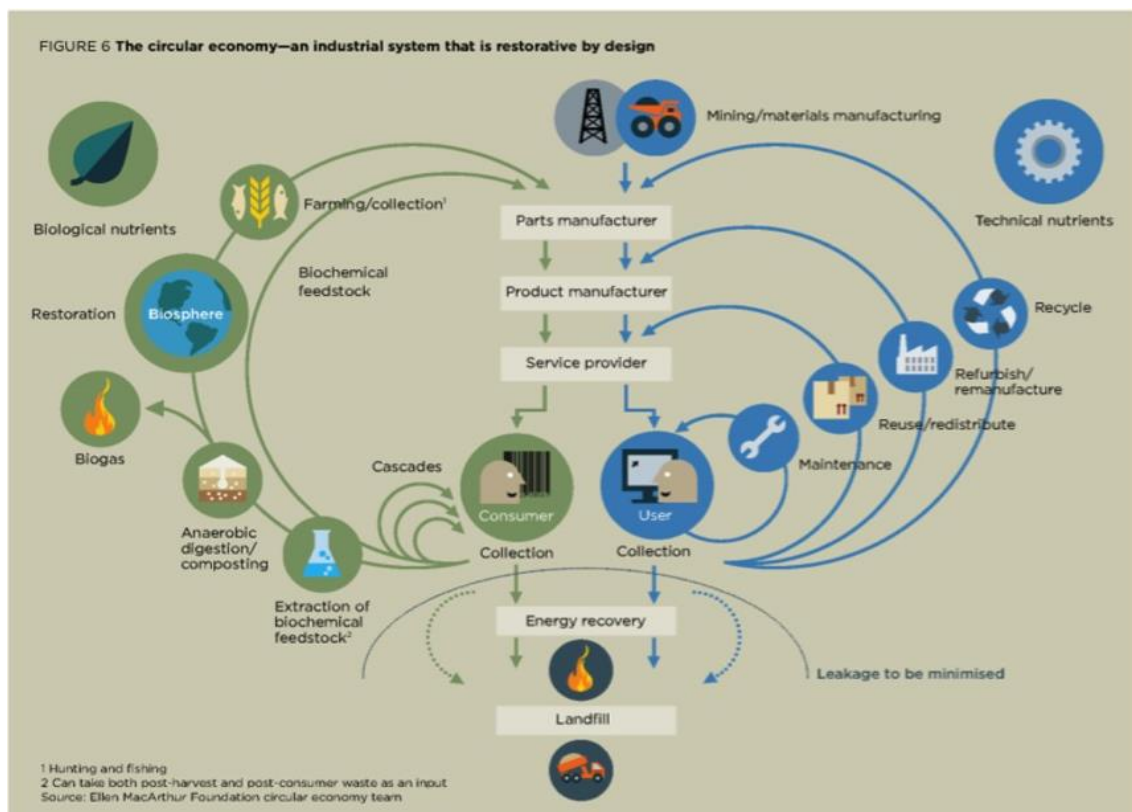 FIGURE 6 The circular economy—an industrial system that is restorative by design
Mining/materials manufacturing
Biological nutrients
Farming/collection¹
Parts manufacturer
Technical nutrients
Biochemical
feedstock
Product manufacturer
Restoration
Biosphere
Recycle
Service provider
Refurbish/
remanufacture
Biogas
Reuse/redistribute
Cascades
Maintenance
Consumer
User
Anaerobic
digestion/
composting
Collection
Collection
Extraction of
biochemical
feedstock²
Energy recovery
Leakage to be minimised
Landfill
1 Hunting and fishing
2 Can take both post-harvest and post-consumer waste as an input
Source: Ellen MacArthur Foundation circular economy team